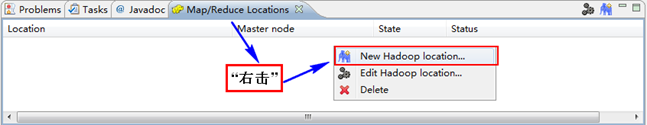 Problems Tasks @ Javadoc Map/Reduce Locations
Location Master node State Status
New Hadoop location...
“右击” Edit Hadoop location...
Delete